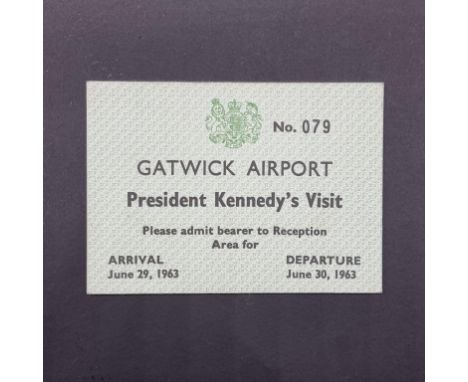 No. 079
GATWICK AIRPORT
President Kennedy's Visit
Please admit bearer to Reception
Area for
ARRIVAL
June 29, 1963
DEPARTURE
June 30, 1963